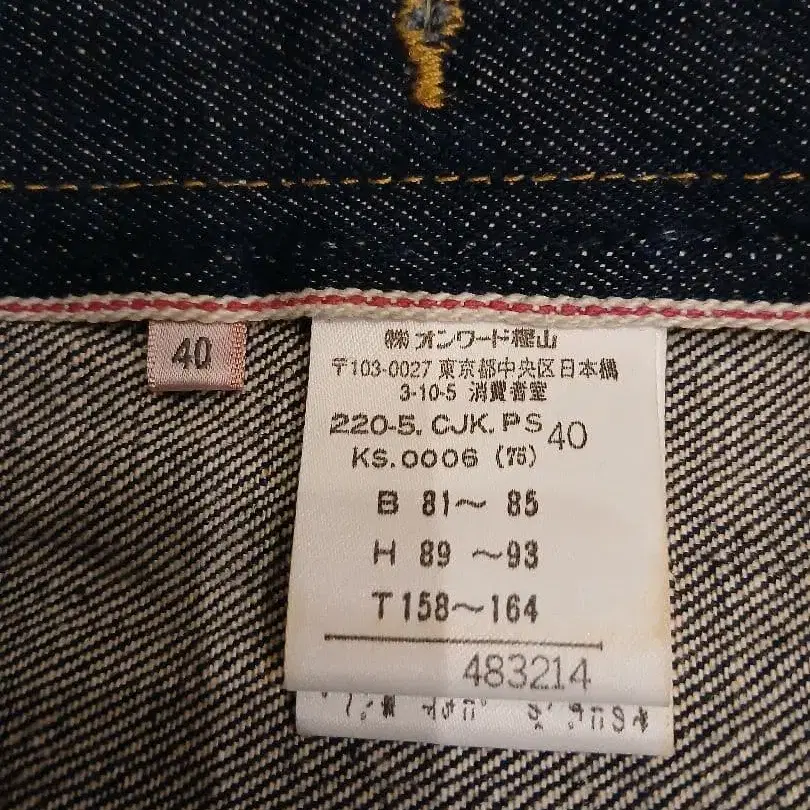 40
㈱オンワード樫山
〒103-0027 東京都中央区日本橋
3-10-5 消費者室
220-5. CJK. PS 40
KS. 0006 (75)
B 81～ 85
H 89 ～93
T 158～164
483214